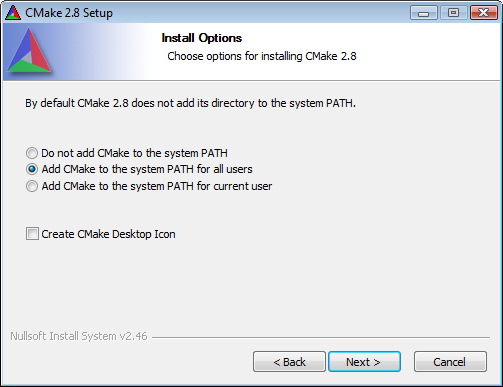 CMake 2.8 Setup
Install Options
Choose options for installing CMake 2.8
By default CMake 2.8 does not add its directory to the system PATH.
Do not add CMake to the system PATH
Add CMake to the system PATH for all users
Add CMake to the system PATH for current user
Create CMake Desktop Icon
Nullsoft Install System v2.46
< Back Next > Cancel